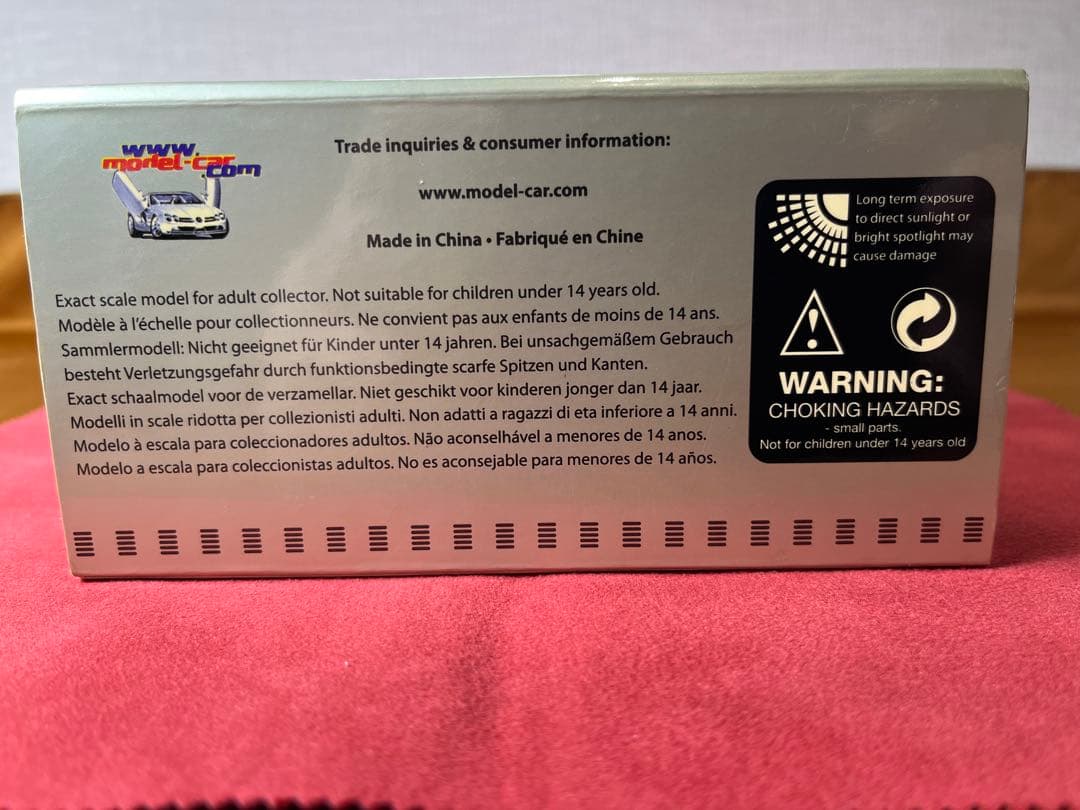 www.
model-car
.com
Trade inquiries & consumer information:
www.model-car.com
Made in China • Fabriqué en Chine
Exact scale model for adult collector. Not suitable for children under 14 years old.
Modèle à l'échelle pour collectionneurs. Ne convient pas aux enfants de moins de 14 ans.
Sammlermodell: Nicht geeignet für Kinder unter 14 jahren. Bei unsachgemäßem Gebrauch
besteht Verletzungsgefahr durch funktionsbedingte scarfe Spitzen und Kanten.
Exact schaalmodel voor de verzamellar. Niet geschikt voor kinderen jonger dan 14 jaar.
Modelli in scale ridotta per collezionisti adulti. Non adatti a ragazzi di eta inferiore a 14 anni.
Modelo à escala para coleccionadores adultos. Não aconselhável a menores de 14 anos.
Modelo a escala para coleccionistas adultos. No es aconsejable para menores de 14 años.
Long term exposure
to direct sunlight or
bright spotlight may
cause damage
WARNING:
CHOKING HAZARDS
- small parts.
Not for children under 14 years old